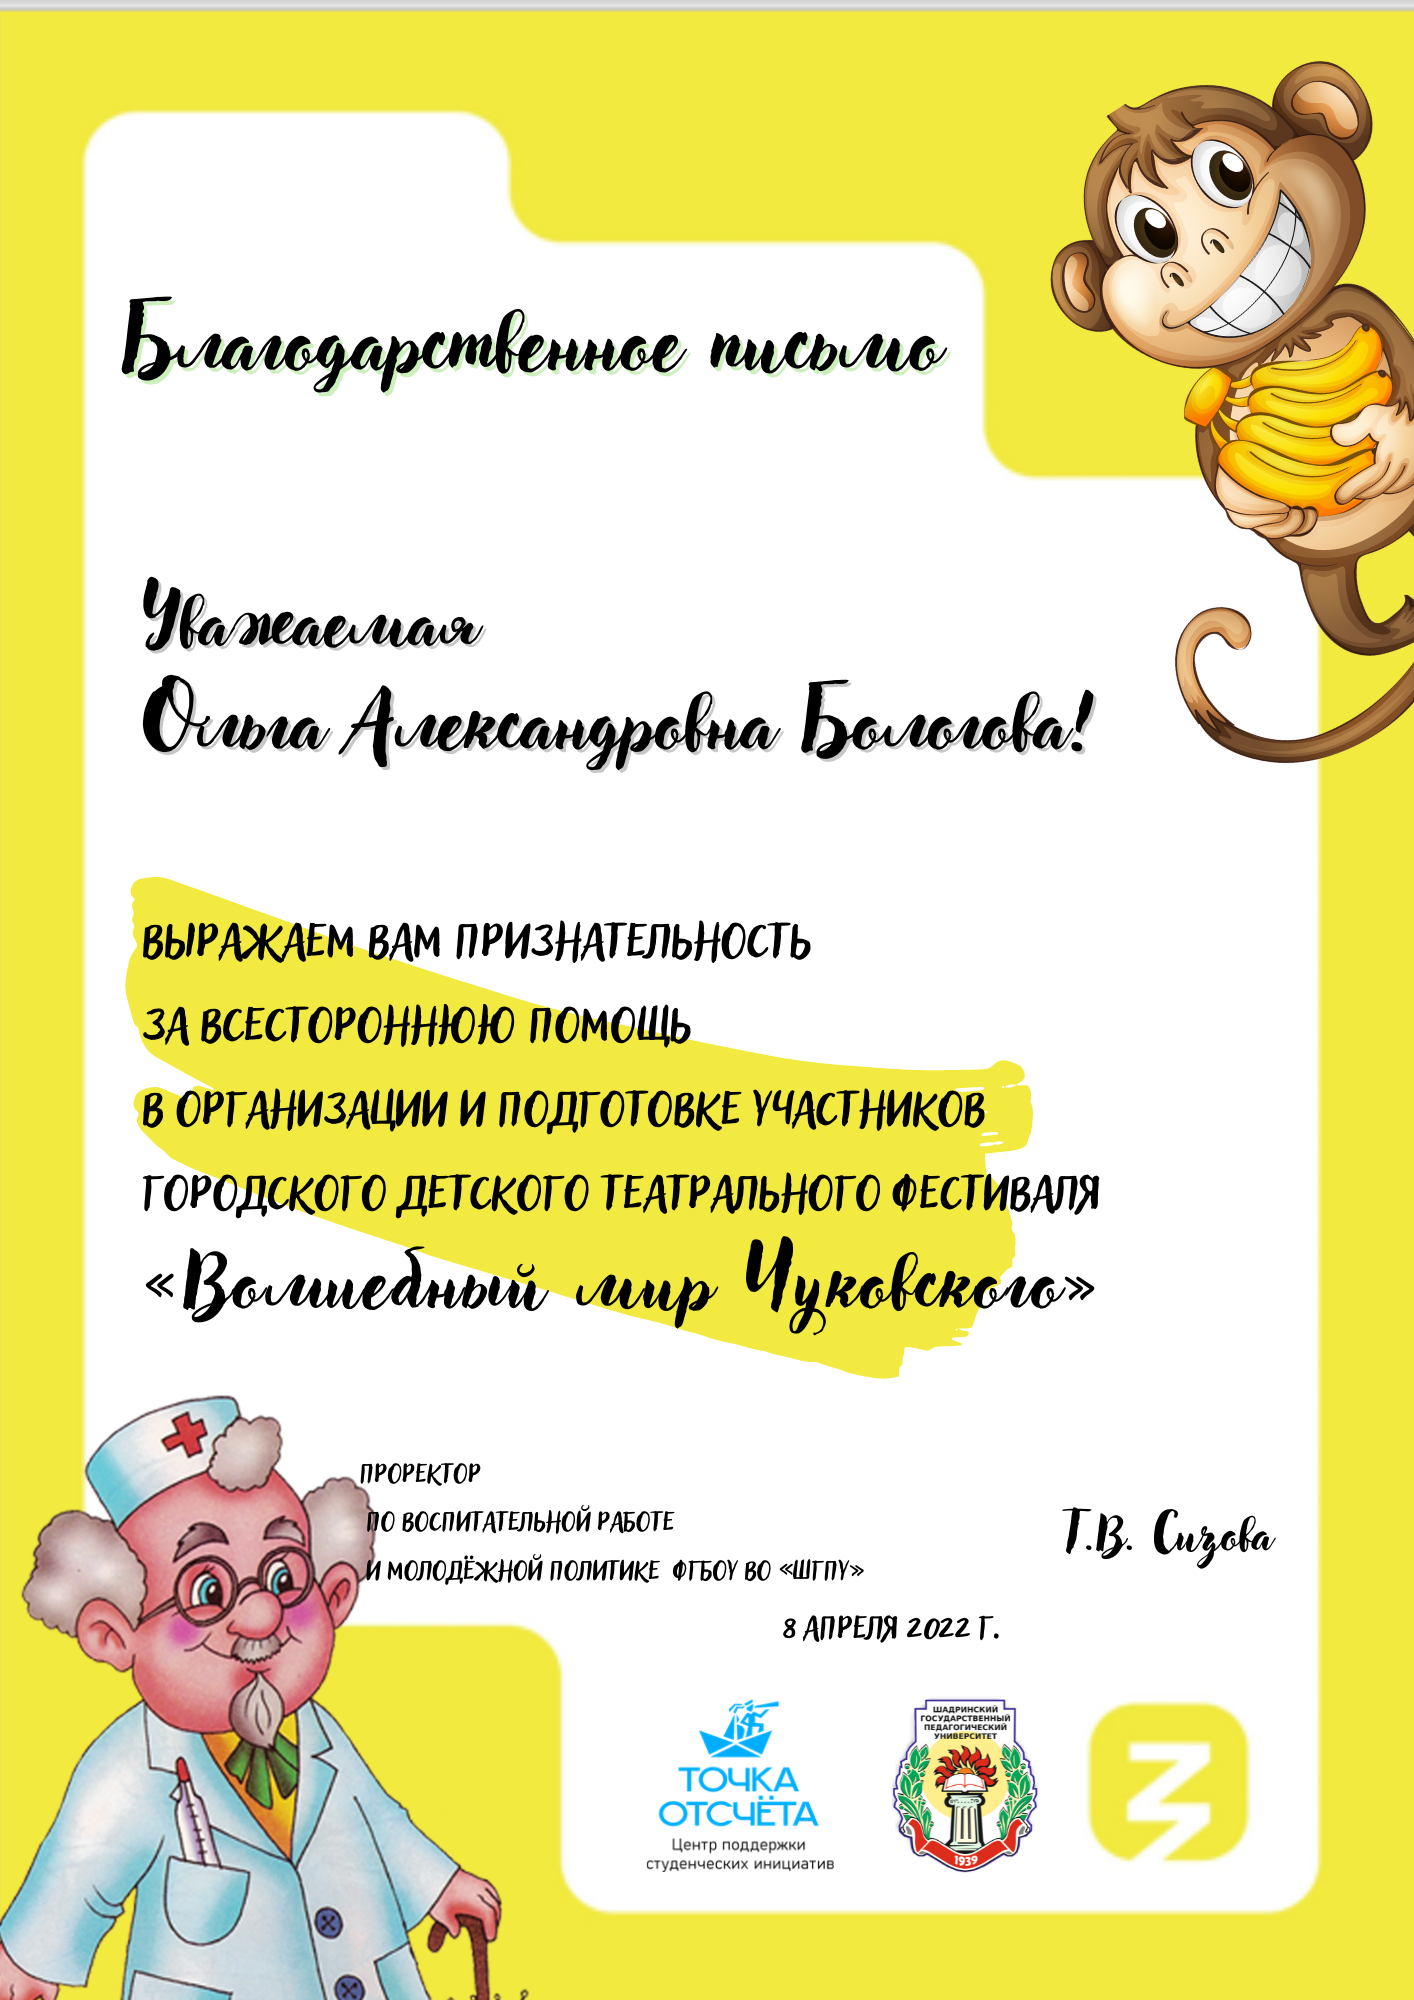 Благодарственное письмо
Уважаемая
Ольга Александровна Бологова!
ВЫРАЖАЕМ ВАМ ПРИЗНАТЕЛЬНОСТЬ
ЗА ВСЕСТОРОННЮЮ ПОМОЩЬ
В ОРГАНИЗАЦИИ И ПОДГОТОВКЕ УЧАСТНИКОВ
ГОРОДСКОГО ДЕТСКОГО ТЕАТРАЛЬНОГО ФЕСТИВАЛЯ
«Волшебный мир Чуковского»
ПРОРЕКТОР
ПО ВОСПИТАТЕЛЬНОЙ РАБОТЕ
И МОЛОДЁЖНОЙ ПОЛИТИКЕ ФГБОУ ВО «ШГПУ»
Т.В. Сизова
8 АПРЕЛЯ 2022 Г.
ТОЧКА
ОТСЧЁТА
Центр поддержки
студенческих инициатив
ШАДРИНСКИЙ
ГОСУДАРСТВЕННЫЙ
ПЕДАГОГИЧЕСКИЙ
УНИВЕРСИТЕТ
1939